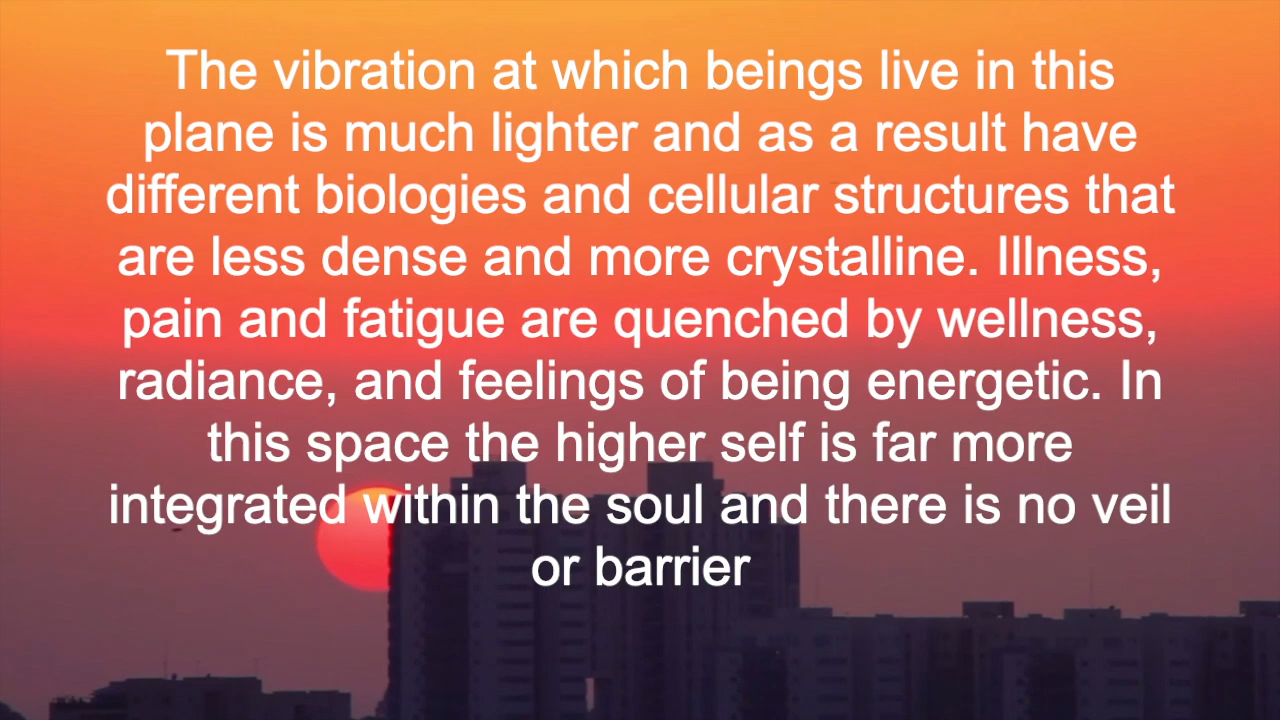 The vibration at which beings live in this
plane is much lighter and as a result have
different biologies and cellular structures that
are less dense and more crystalline. Illness,
pain and fatigue are quenched by wellness,
radiance, and feelings of being energetic. In
this space the higher self is far more
integrated within the soul and there is no veil
or barrier